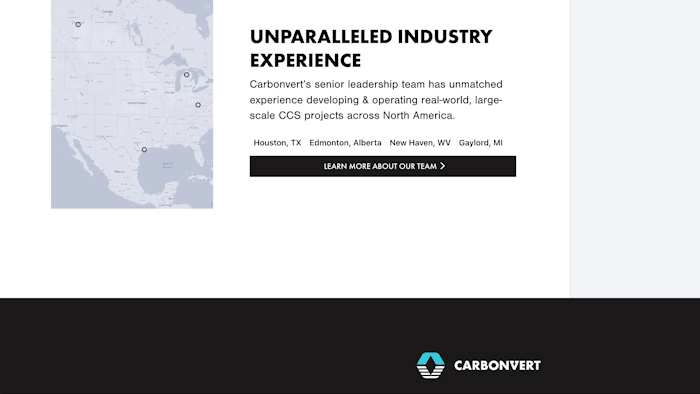 UNPARALLELED INDUSTRY
EXPERIENCE
Carbonvert's senior leadership team has unmatched
experience developing & operating real-world, large-
scale CCS projects across North America.
Houston, TX Edmonton, Alberta New Haven, WV Gaylord, MI
LEARN MORE ABOUT OUR TEAM
CARBONVERT